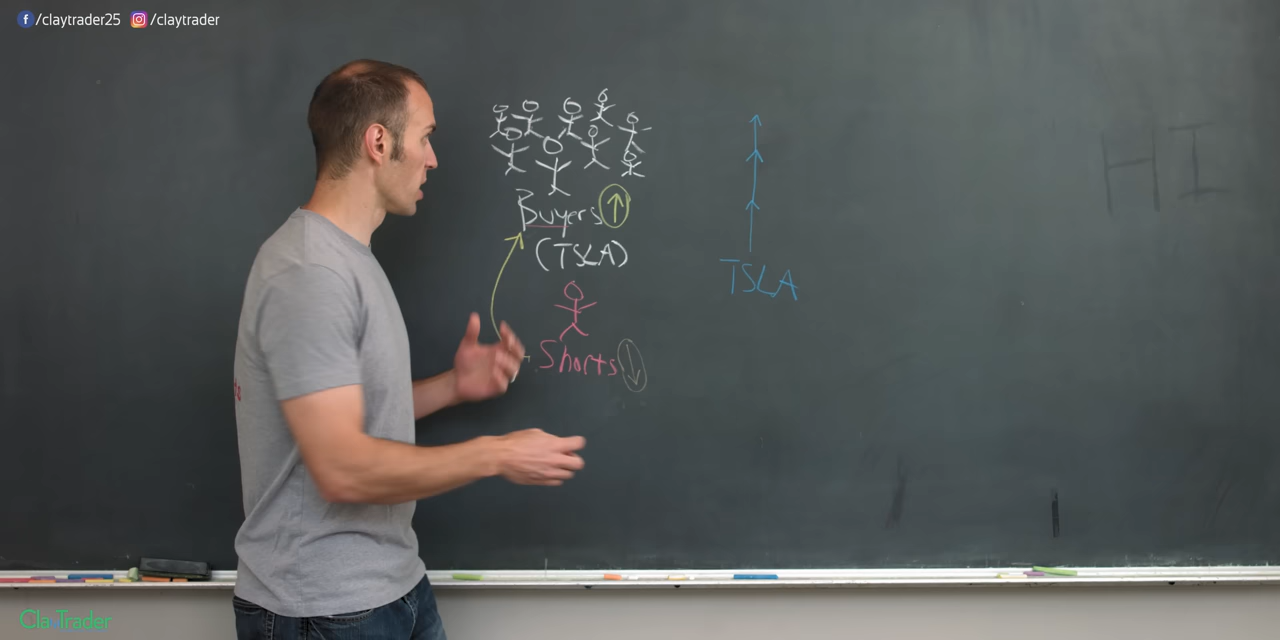 /claytrader25 /claytrader
HI
Buyers
(TSLA)
TSLA
Shorts
ClayTrader